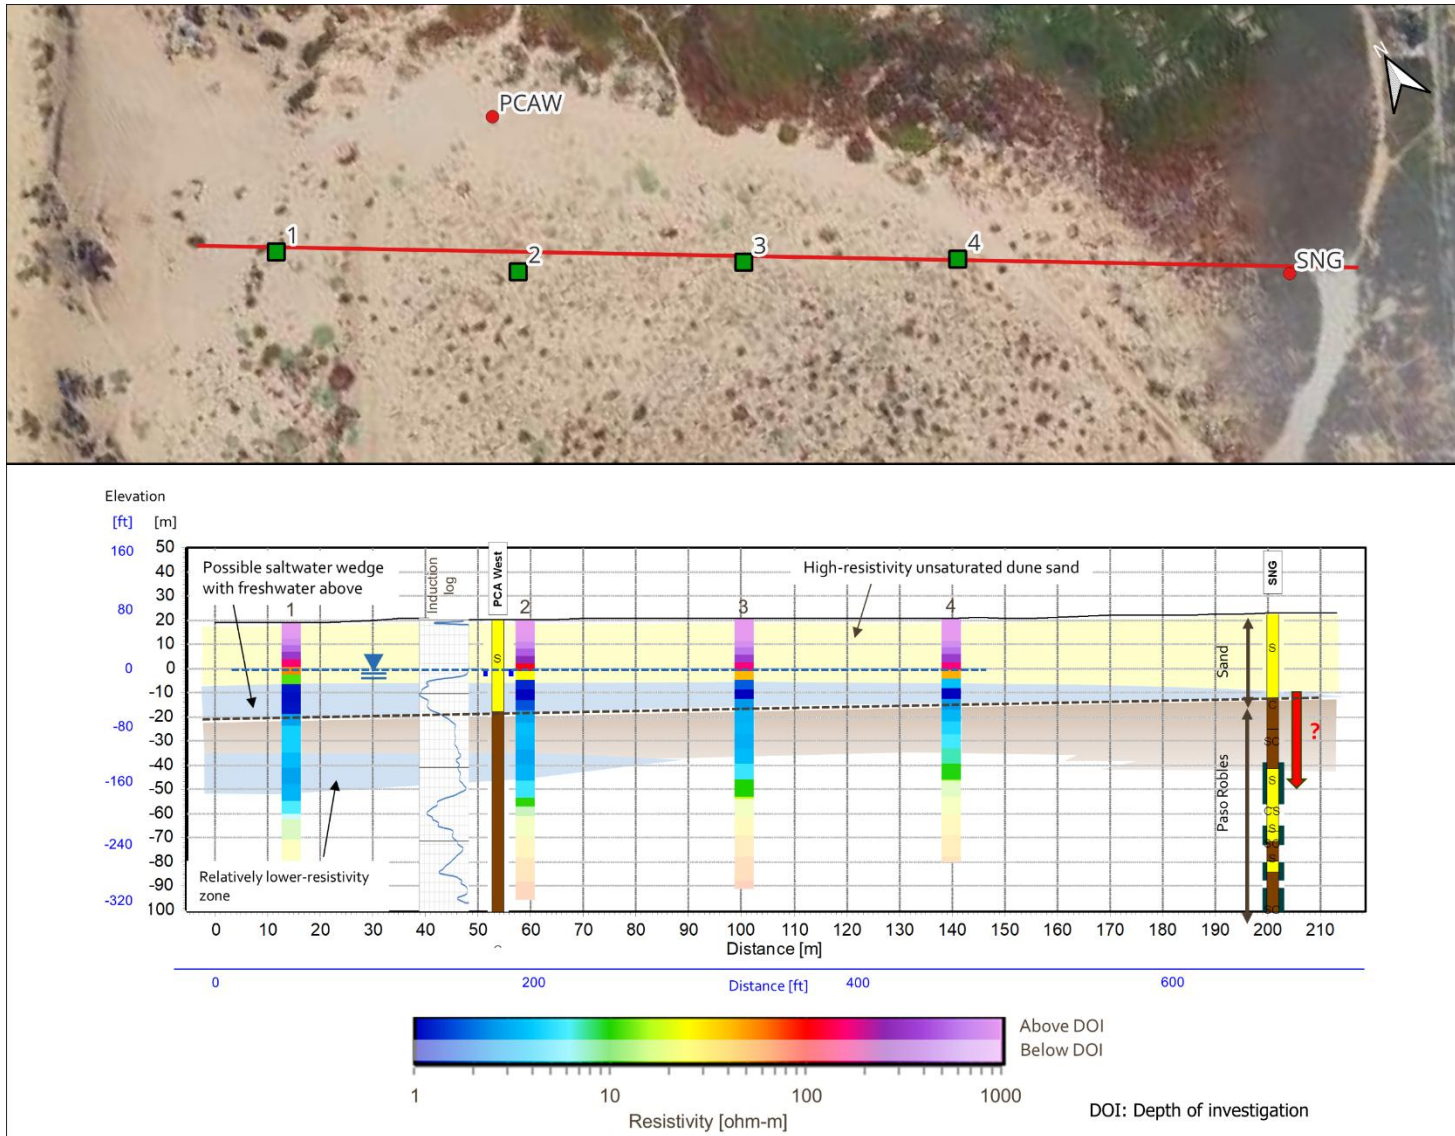 N
PCAW
1
2
3
4
SNG
Elevation
[ft]
[m]
160
80
0
-80
-160
-240
-320
50
40
30
20
10
0
-10
-20
-30
-40
-50
-60
-70
-80
-90
100
Possible saltwater wedge
with freshwater above
Induction
log
PCA West
High-resistivity unsaturated dune sand
SNG
1
2
3
4
S
S
Sand
C
SC
?
Paso Robles
S
CS
S
S
SC
Relatively lower-resistivity
zone
0 10 20 30 40 50 60 70 80 90 100 110 120 130 140 150 160 170 180 190 200 210
Distance [m]
0 200 Distance [ft] 400 600
Above DOI
Below DOI
1 10 100 1000
Resistivity [ohm-m]
DOI: Depth of investigation